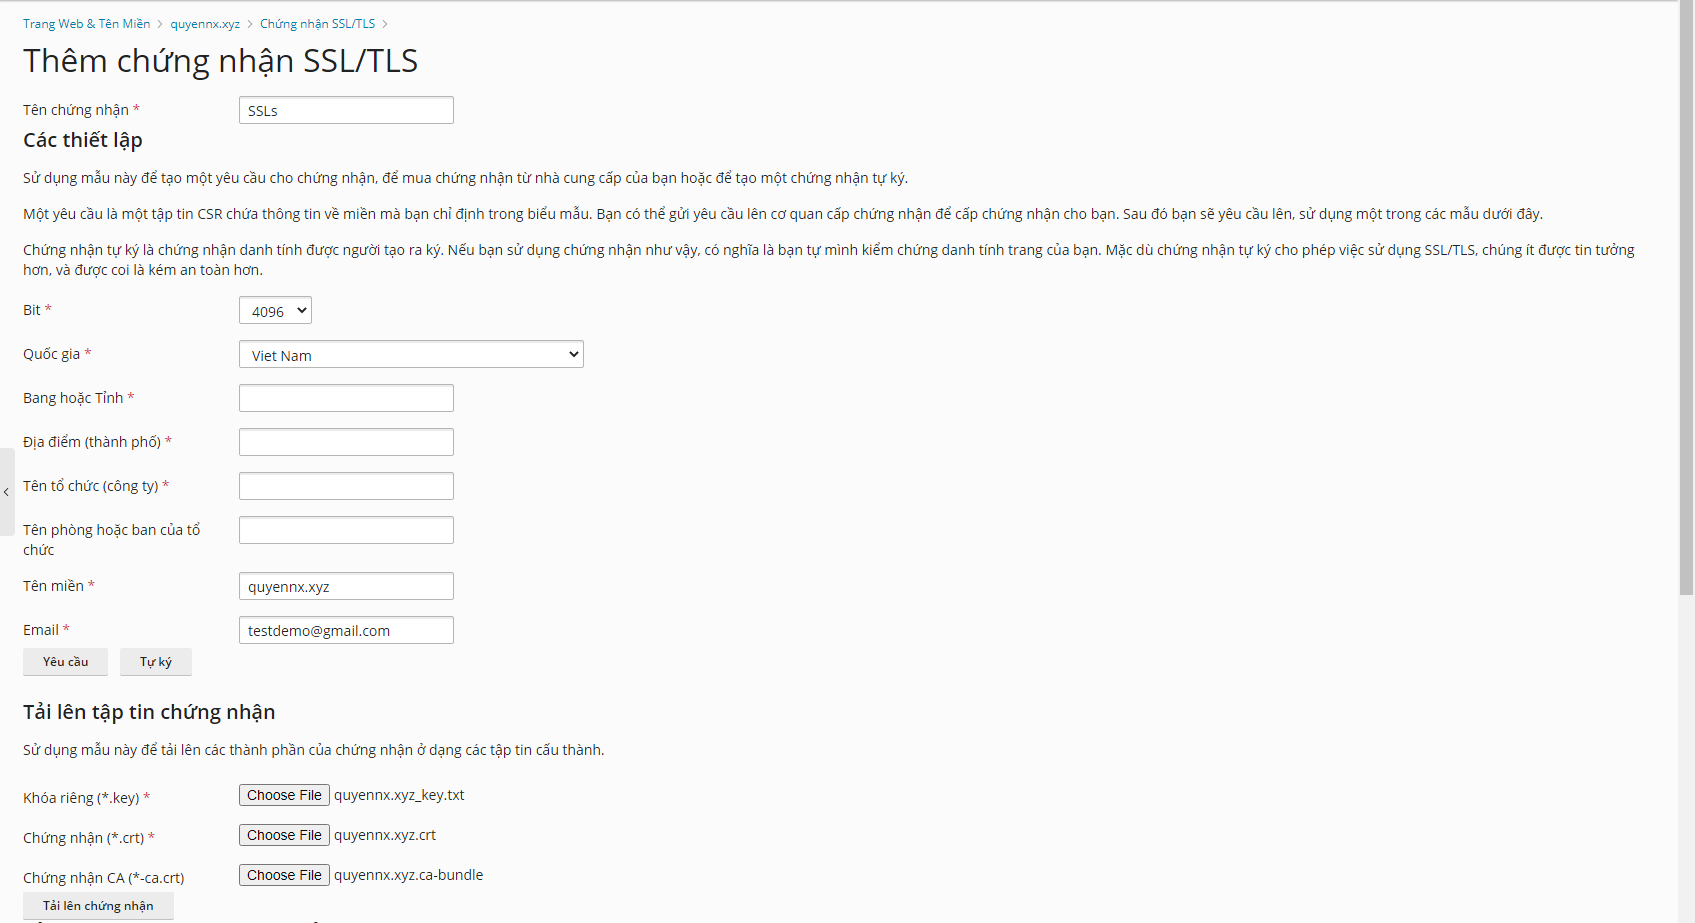 Trang Web & Tên Miền > quyennx.xyz > Chứng nhận SSL/TLS >
Thêm chứng nhận SSL/TLS
Tên chứng nhận * SSLs
Các thiết lập
Sử dụng mẫu này để tạo một yêu cầu cho chứng nhận, để mua chứng nhận từ nhà cung cấp của bạn hoặc để tạo một chứng nhận tự ký.
Một yêu cầu là một tập tin CSR chứa thông tin về miền mà bạn chỉ định trong biểu mẫu. Bạn có thể gửi yêu cầu lên cơ quan cấp chứng nhận để cấp chứng nhận cho bạn. Sau đó bạn sẽ yêu cầu lên, sử dụng một trong các mẫu dưới đây.
Chứng nhận tự ký là chứng nhận danh tính được người tạo ra ký. Nếu bạn sử dụng chứng nhận như vậy, có nghĩa là bạn tự mình kiểm chứng danh tính trang của bạn. Mặc dù chứng nhận tự ký cho phép việc sử dụng SSL/TLS, chúng ít được tin tưởng
hơn, và được coi là kém an toàn hơn.
Bit * 4096
Quốc gia * Viet Nam
Bang hoặc Tỉnh *
Địa điểm (thành phố) *
Tên tổ chức (công ty) *
Tên phòng hoặc ban của tổ
chức
Tên miền * quyennx.xyz
Email * testdemo@gmail.com
Yêu cầu Tự ký
Tải lên tập tin chứng nhận
Sử dụng mẫu này để tải lên các thành phần của chứng nhận ở dạng các tập tin cấu thành.
Khóa riêng (*.key) * Choose File quyennx.xyz_key.txt
Chứng nhận (*.crt) * Choose File quyennx.xyz.crt
Chứng nhận CA (*-ca.crt) Choose File quyennx.xyz.ca-bundle
Tải lên chứng nhận